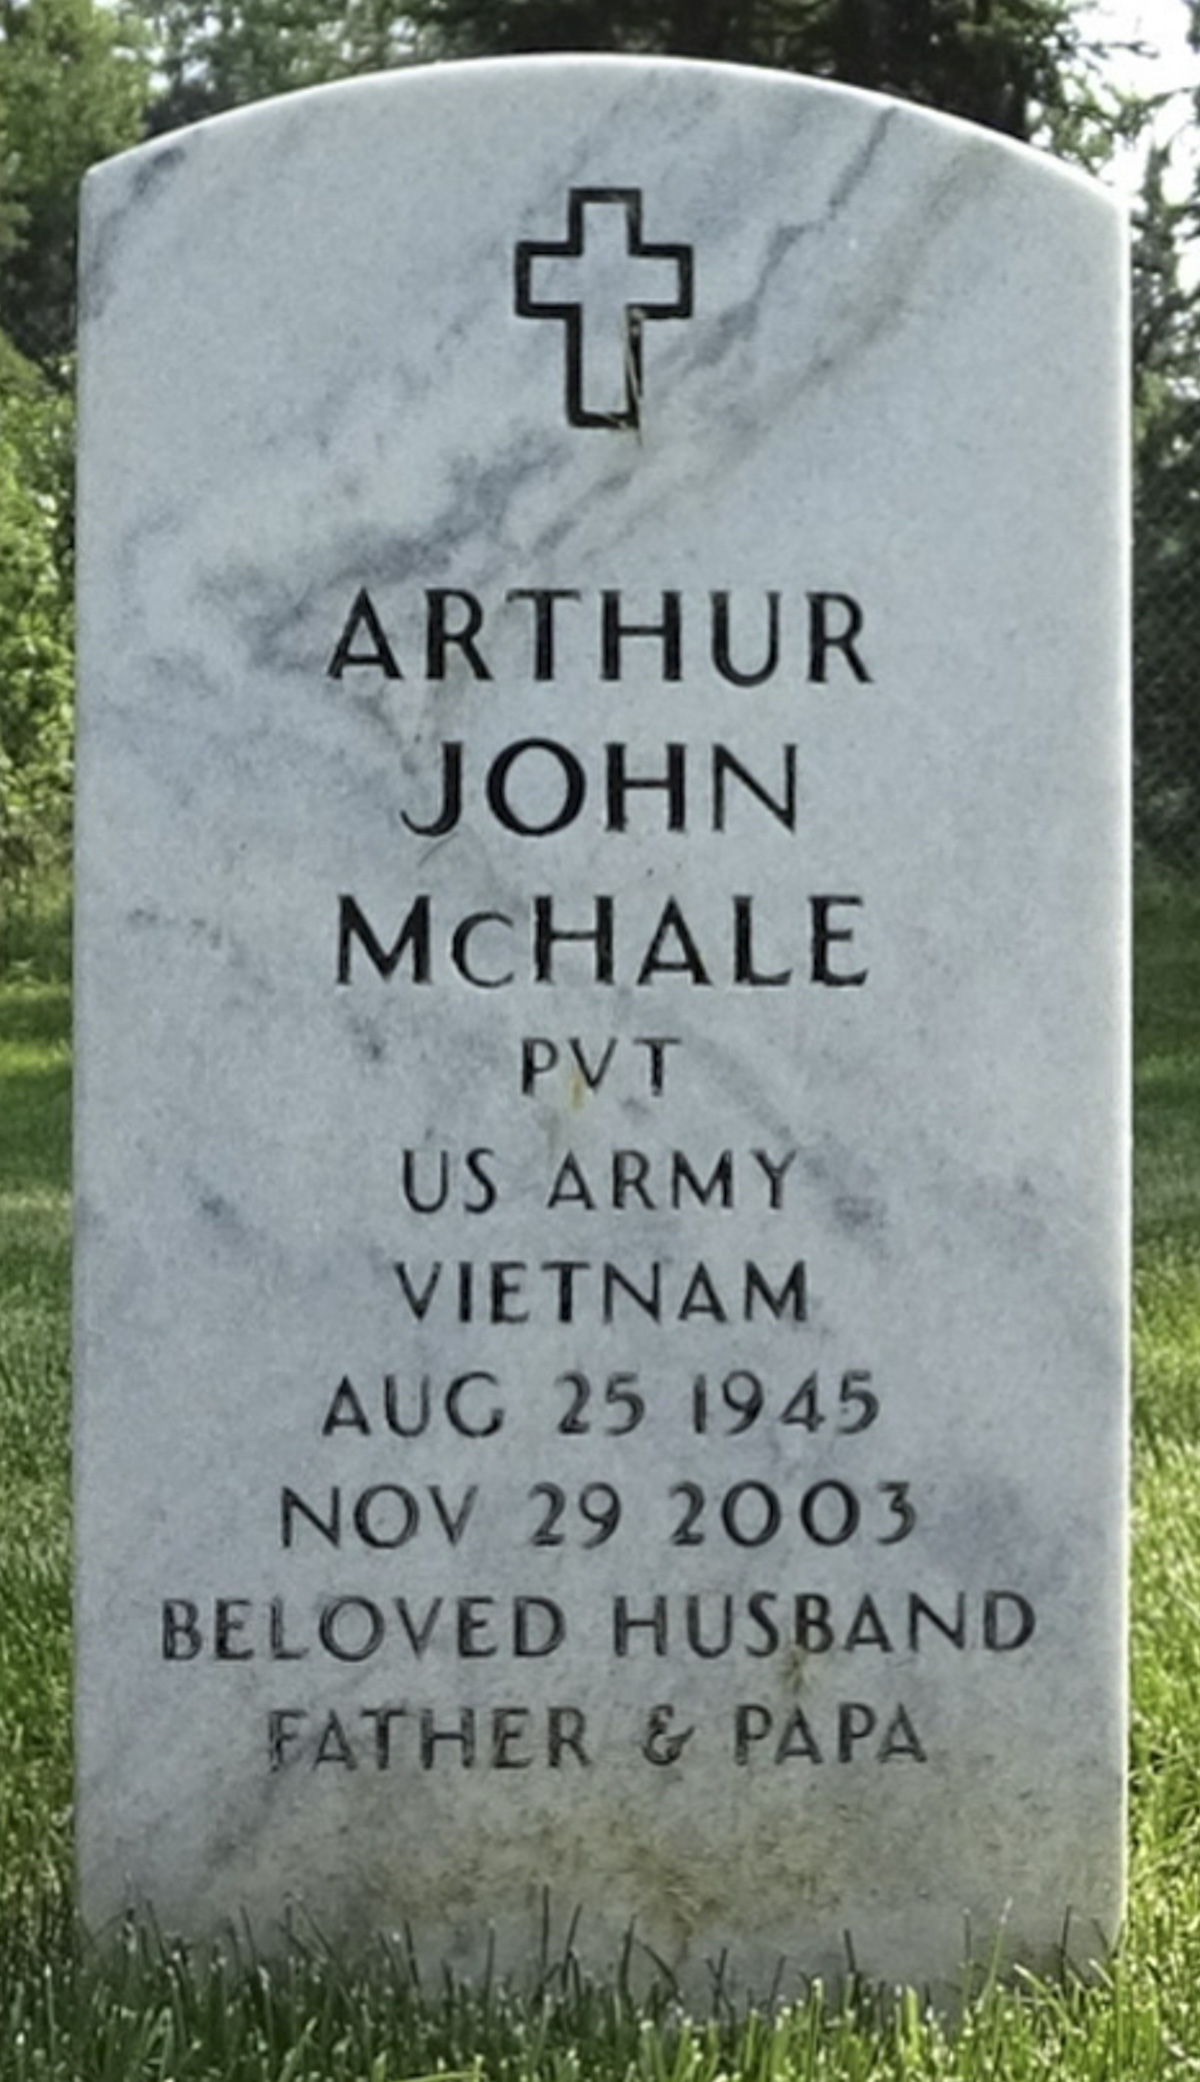 ARTHUR
JOHN
McHALE
PVT
US ARMY
VIETNAM
AUG 25 1945
NOV 29 2003
BELOVED HUSBAND
FATHER & PAPA